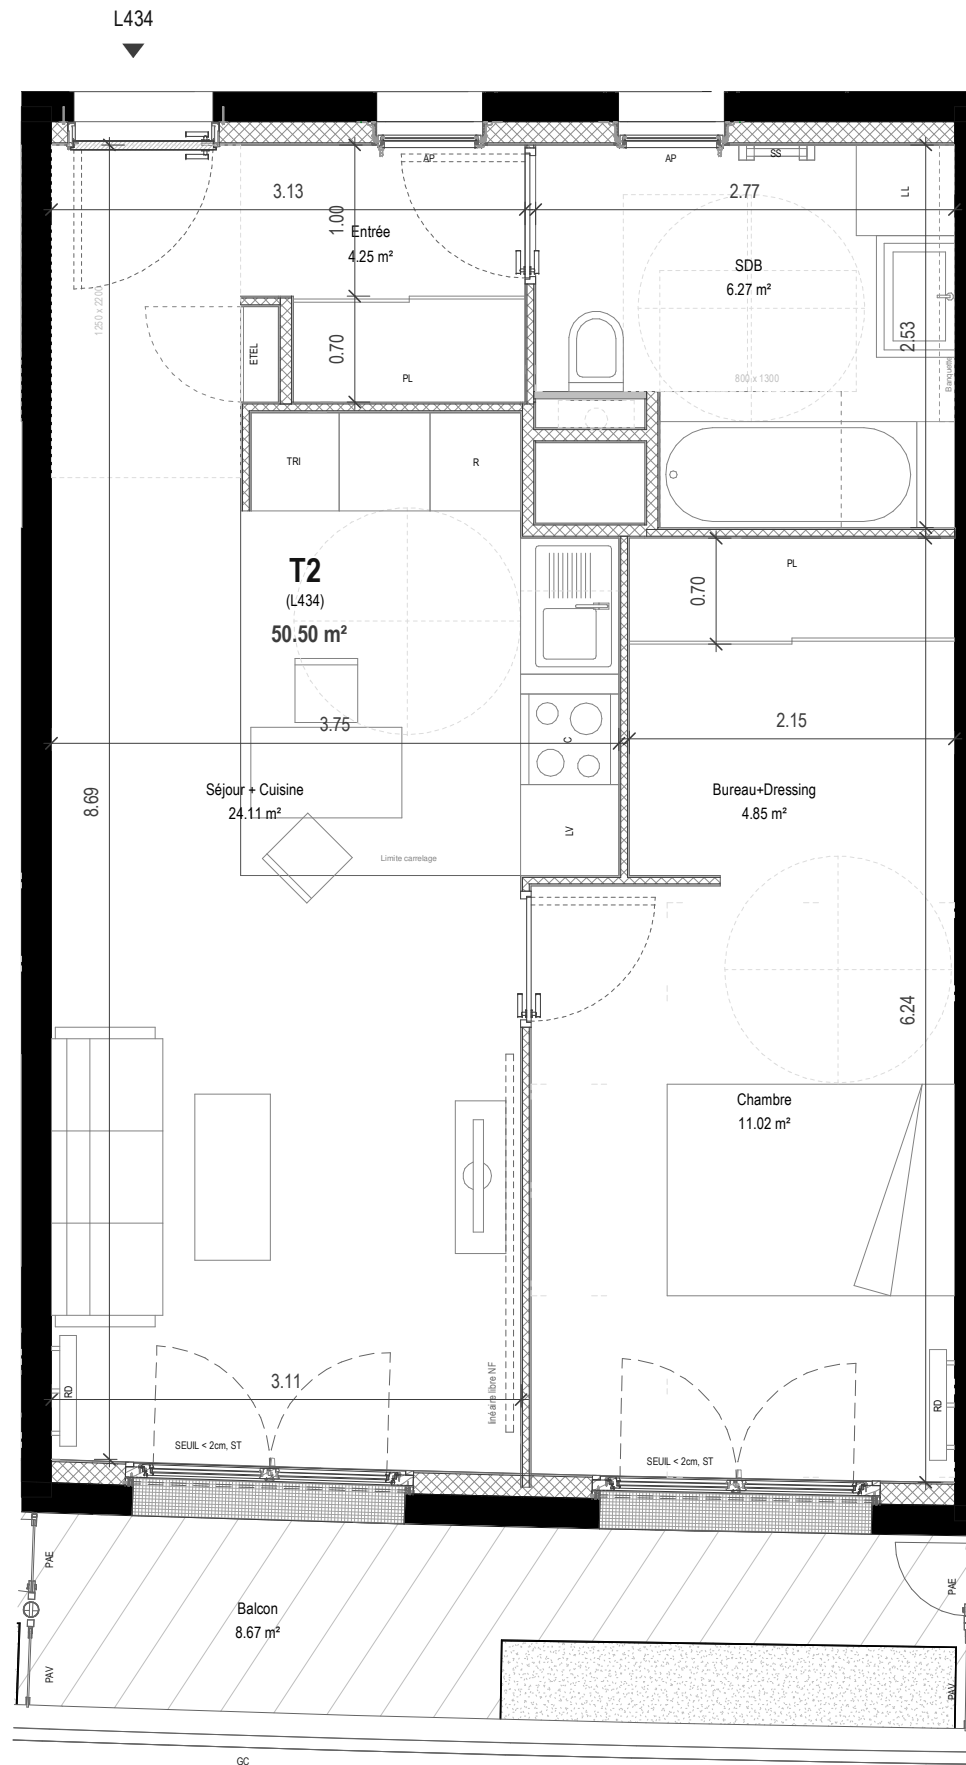 L434
AP
AP
SS
LL
3.13
2.77
1.00
Entrée
4.25 m²
SDB
6.27 m²
1250 x 2200
2.53
0.70
ETEL
PL
800 x 1300
Banquette
TRI
R
T2
(L434)
50.50 m²
PL
0.70
3.75
C
2.15
8.69
Séjour + Cuisine
24.11 m²
Bureau+Dressing
4.85 m²
LV
Limite carrelage
6.24
Chambre
11.02 m²
3.11
linéaire libre NF
RD
RD
SEUIL < 2cm, ST
SEUIL < 2cm, ST
PAE
PAE
Balcon
8.67 m²
PAV
PAV
GC